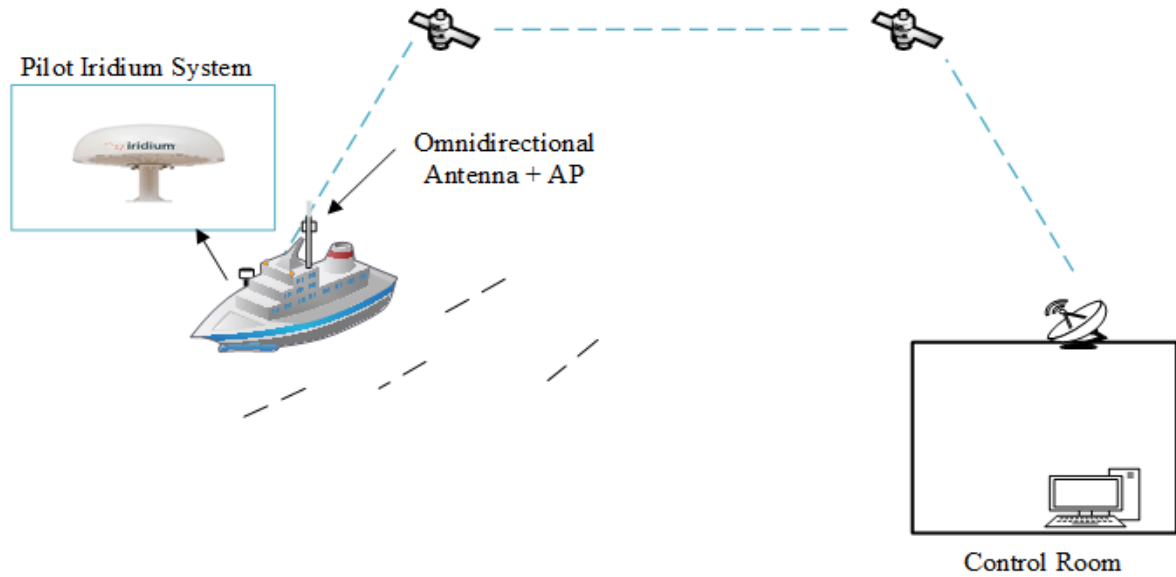 Pilot Iridium System
iridium
Omnidirectional
Antenna + AP
Control Room